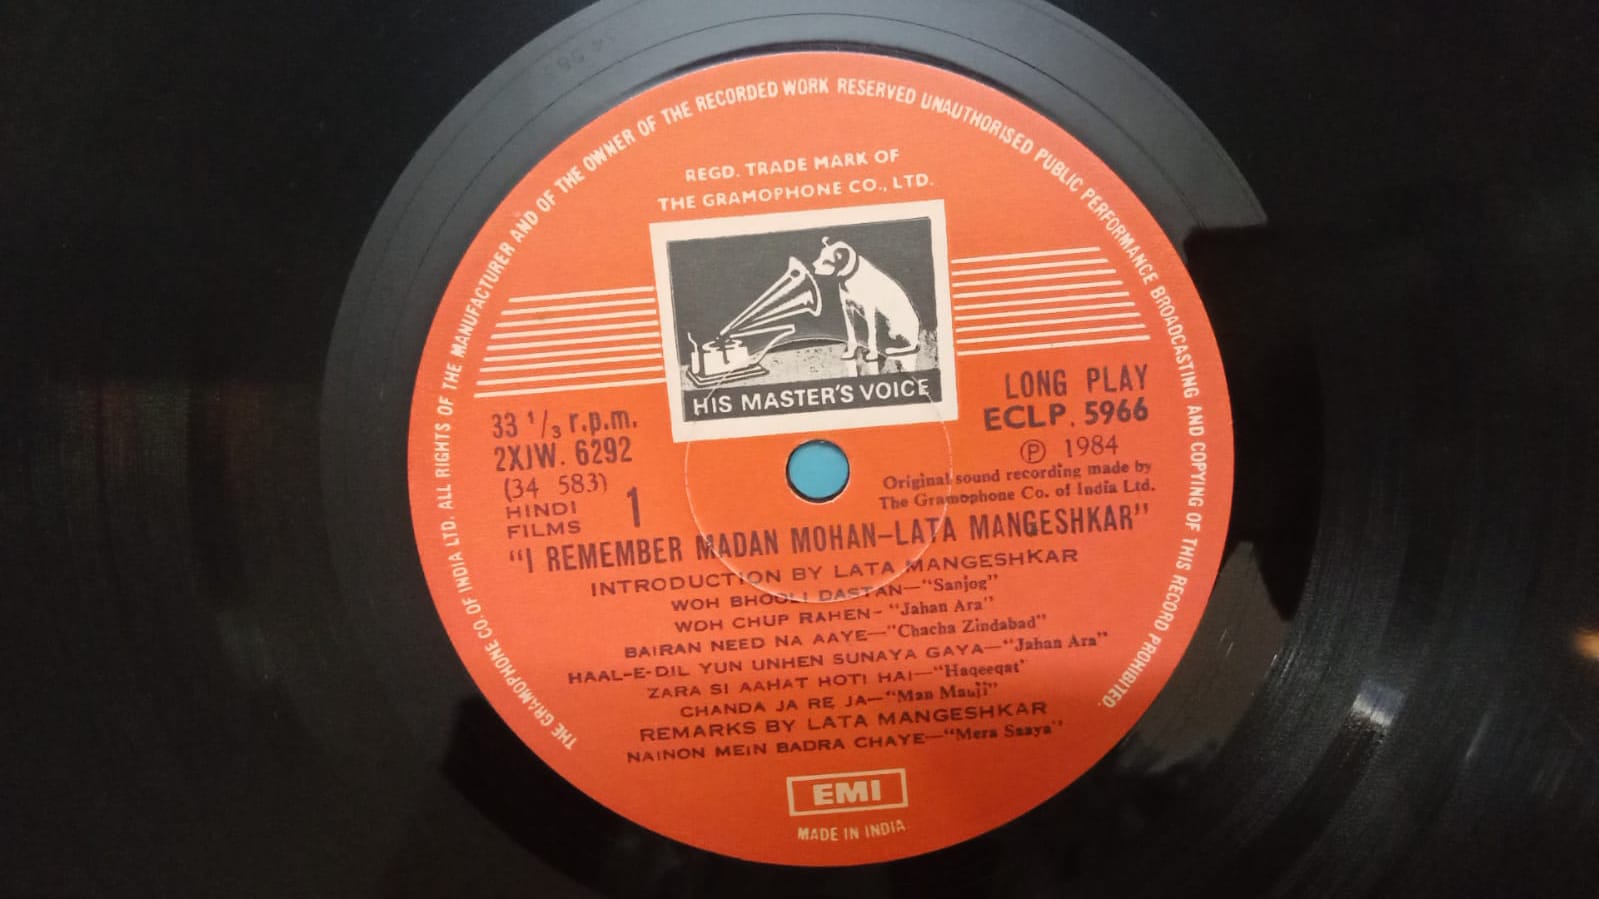 THE GRAMOPHONE CO. OF INDIA LTD. ALL RIGHTS OF THE MANUFACTURER AND OF THE OWNER OF THE RECORDED WORK RESERVED UNAUTHORISED PUBLIC PERFORMANCE BROADCASTING AND COPYING OF THIS RECORD PROHIBITED.
REGD. TRADE MARK OF
THE GRAMOPHONE CO., LTD.
HIS MASTER'S VOICE
33 1/3 r.p.m.
2XJW. 6292
(34 583)
HINDI
FILMS
1
LONG PLAY
ECLP. 5966
Ⓟ 1984
Original sound recording made by
The Gramophone Co. of India Ltd.
"I REMEMBER MADAN MOHAN–LATA MANGESHKAR"
INTRODUCTION BY LATA MANGESHKAR
WOH BHOOLI DASTAN—"Sanjog"
WOH CHUP RAHEN- "Jahan Ara"
BAIRAN NEED NA AAYE—"Chacha Zindabad"
HAAL-E-DIL YUN UNHEN SUNAYA GAYA—"Jahan Ara"
ZARA SI AAHAT HOTI HAI—"Haqeeqat"
CHANDA JA RE JA—"Man Mauji"
REMARKS BY LATA MANGESHKAR
NAINON MEIN BADRA CHAYE—"Mera Saaya"
EMI
MADE IN INDIA